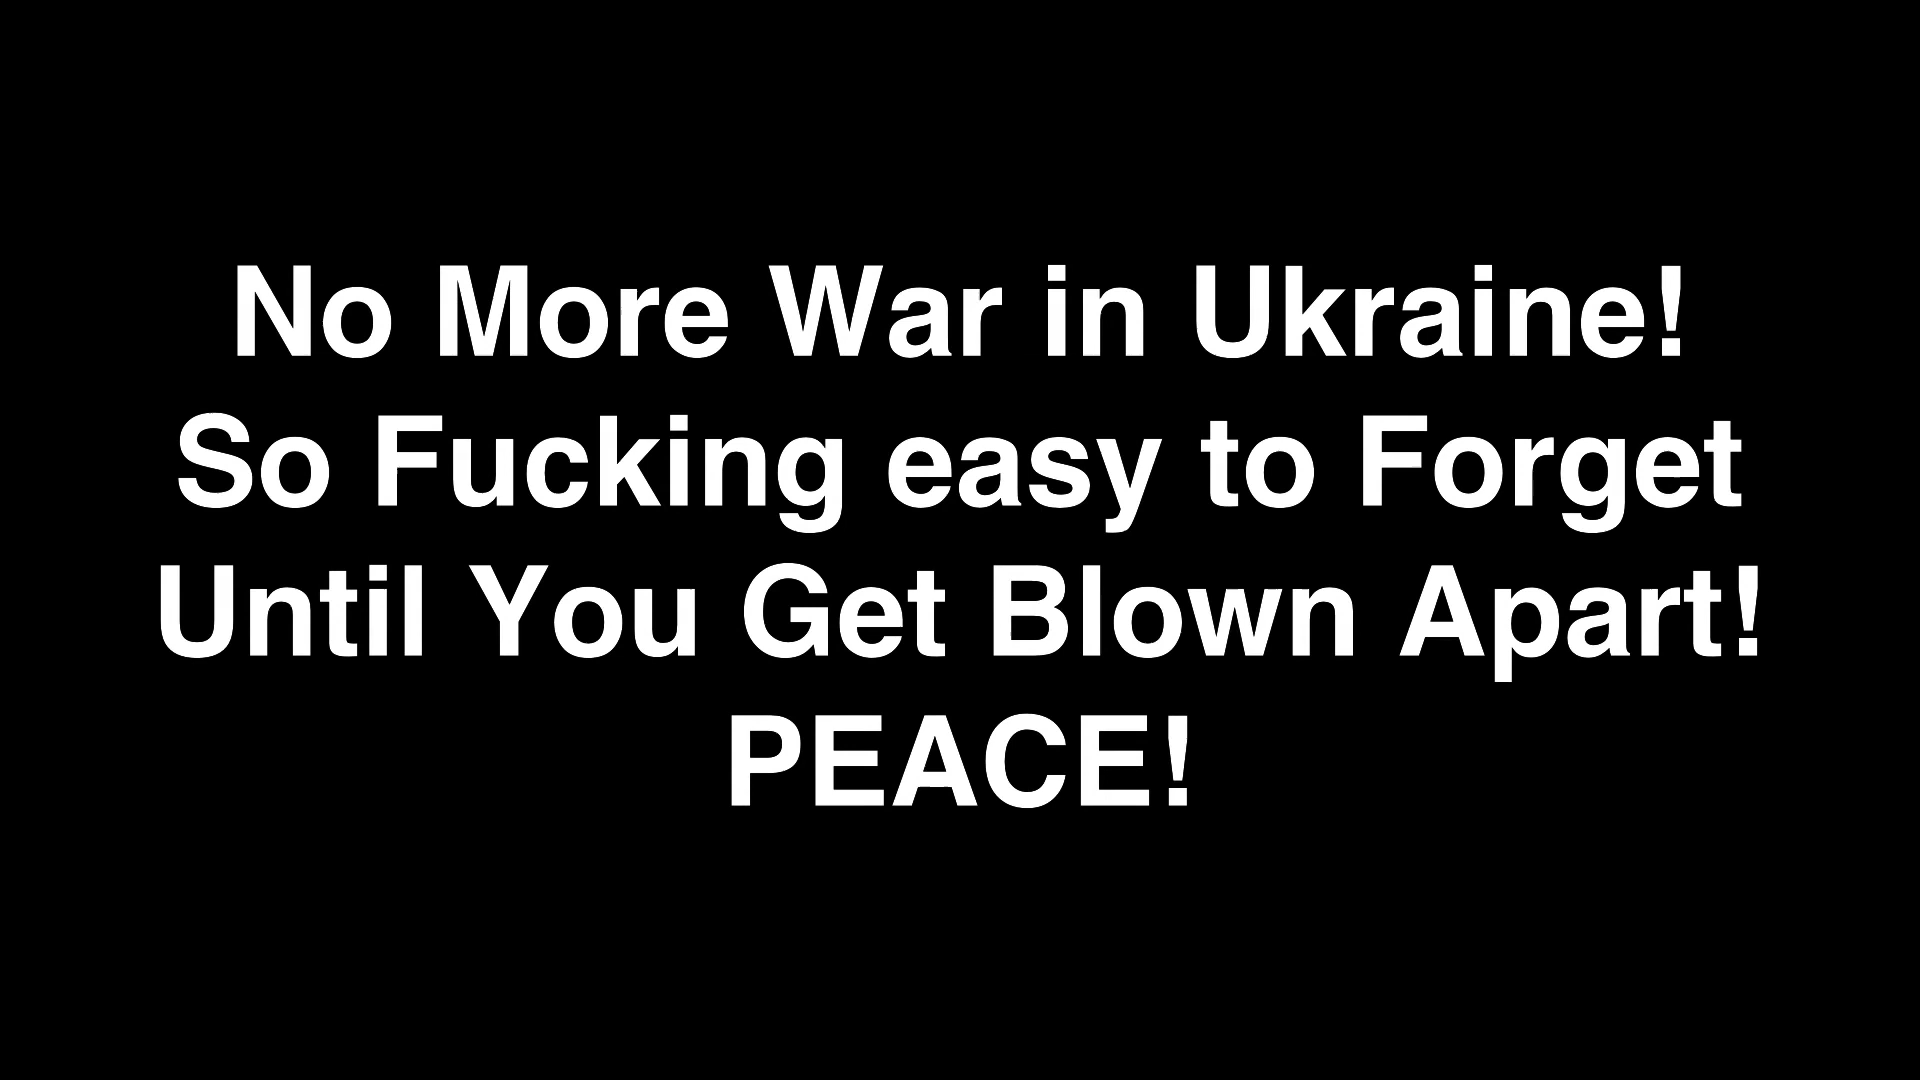 No More War in Ukraine!
So Fucking easy to Forget
Until You Get Blown Apart!
PEACE!